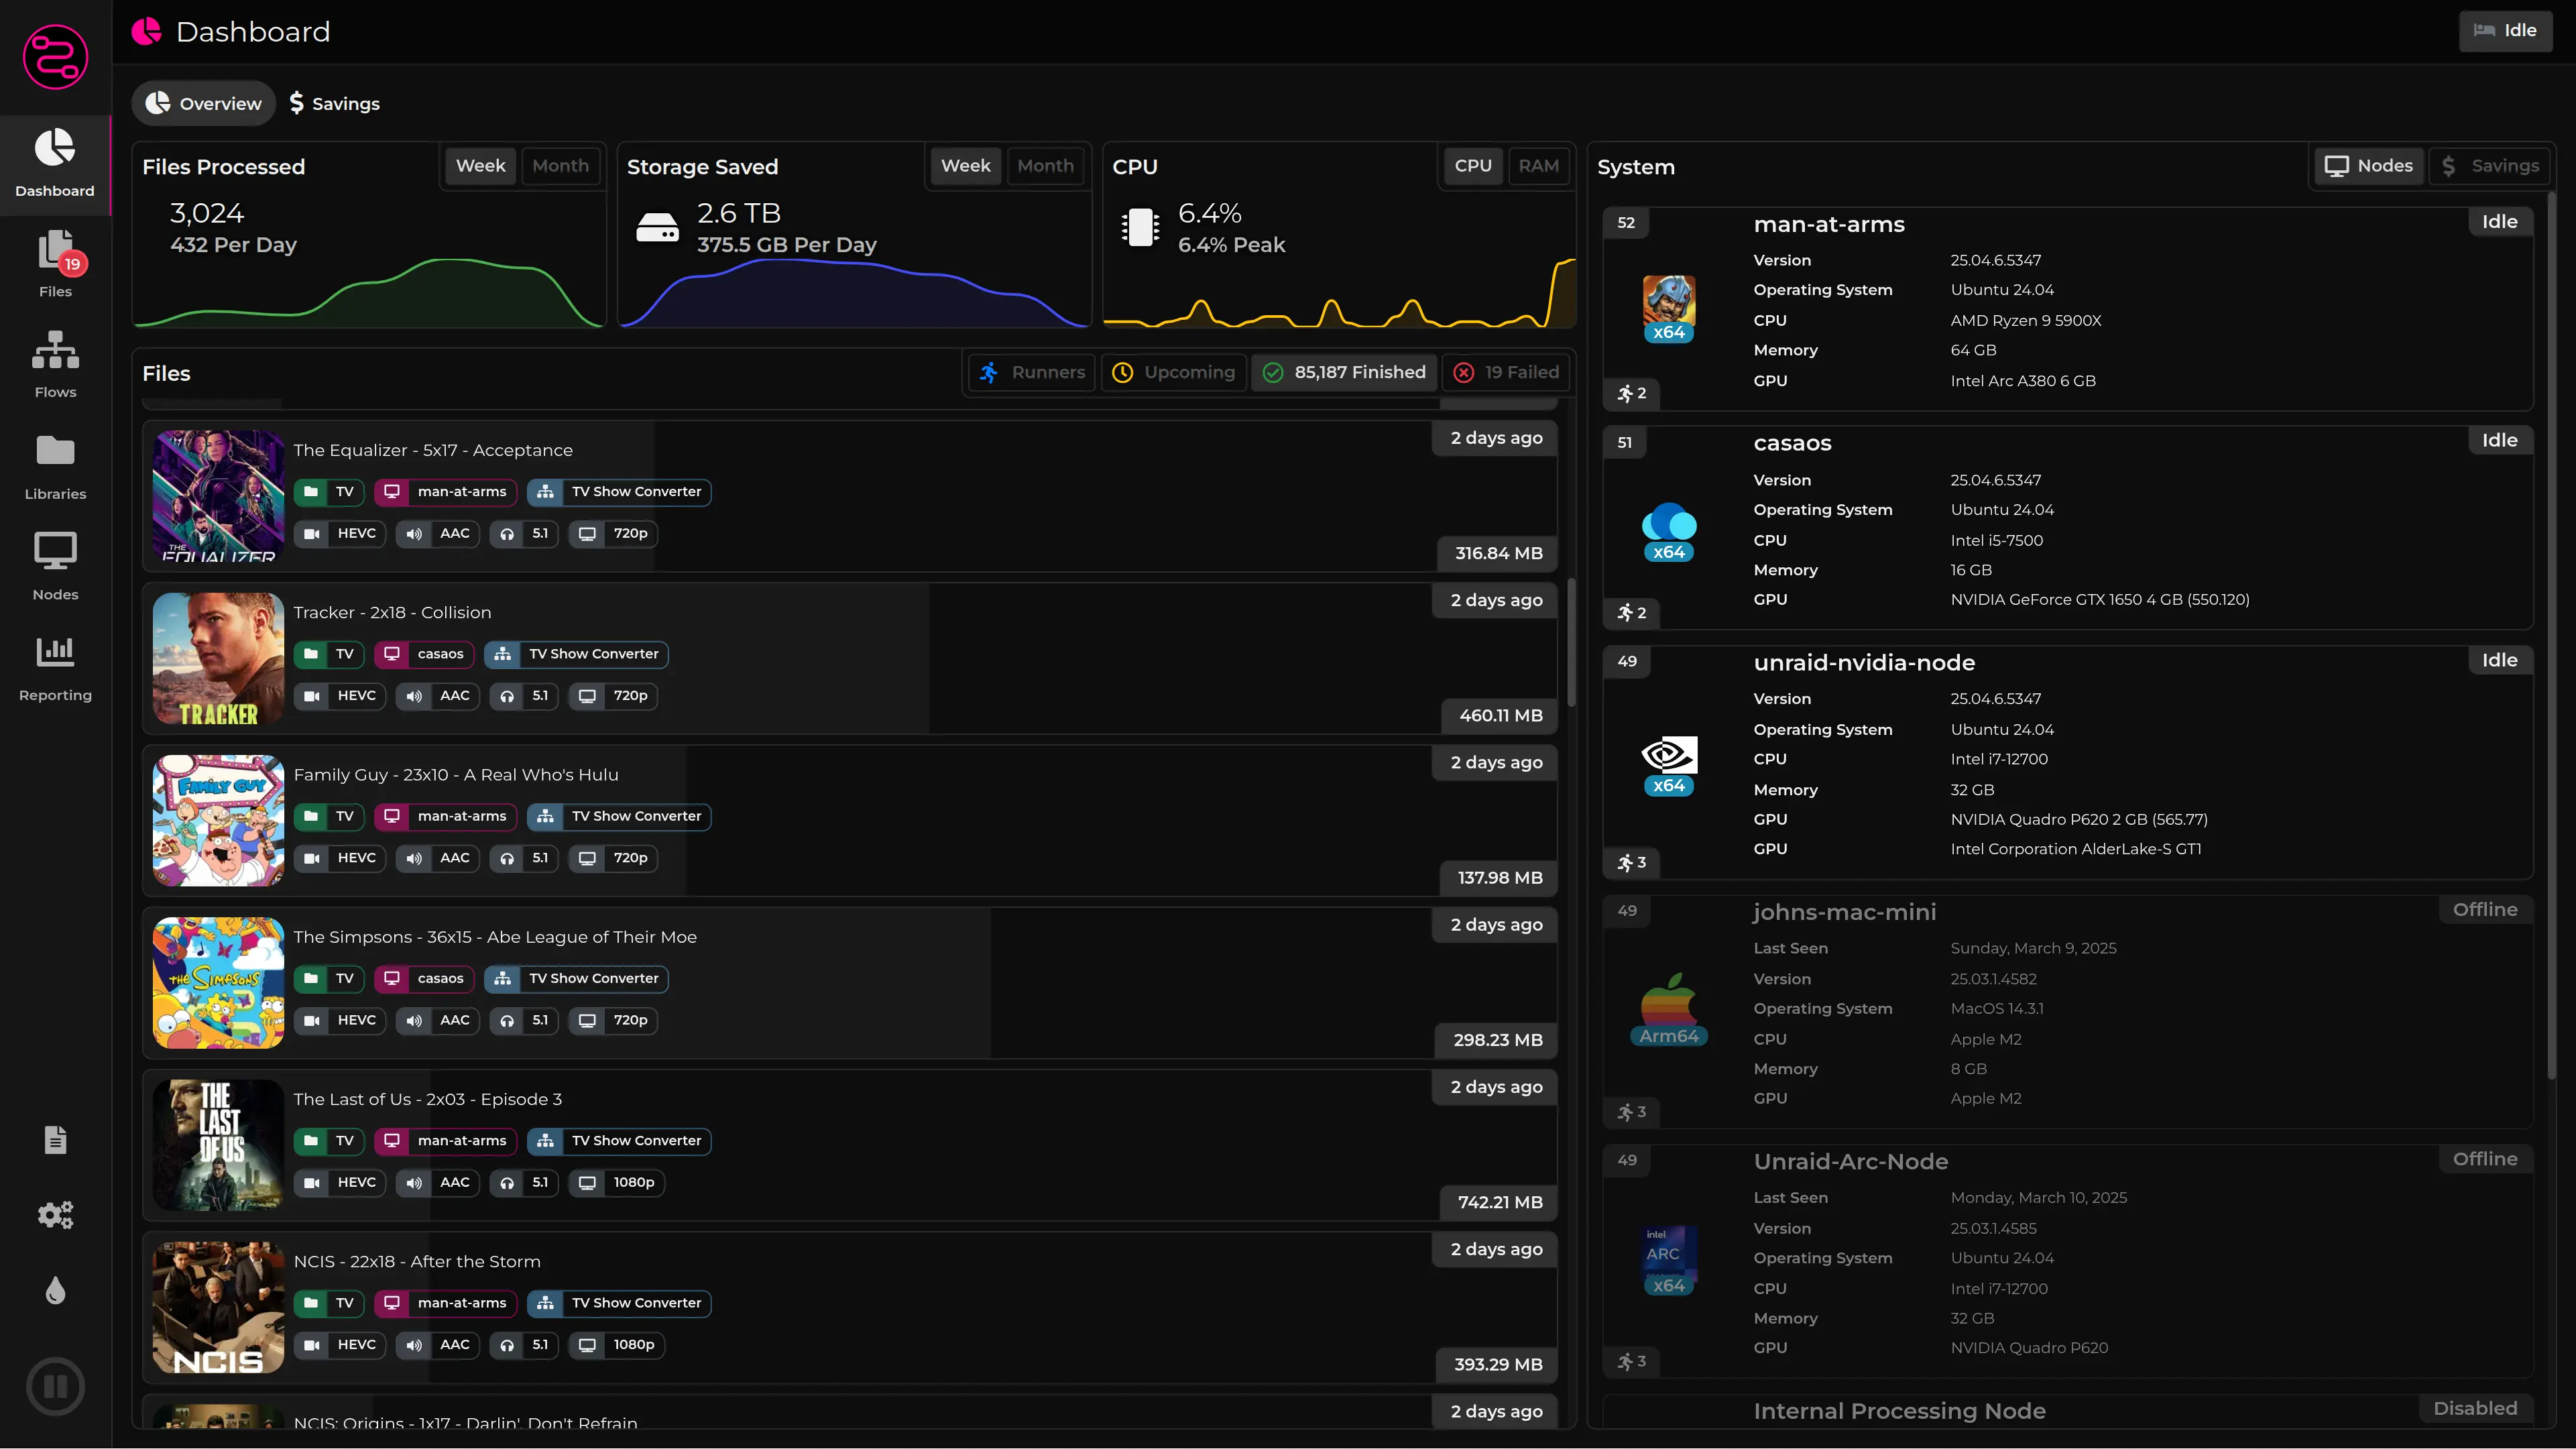 Dashboard
Idle
Dashboard
19
Files
Flows
Libraries
Nodes
Reporting
Overview
Savings
Files Processed
Week
Month
3,024
432 Per Day
Storage Saved
Week
Month
2.6 TB
375.5 GB Per Day
CPU
CPU
RAM
6.4%
6.4% Peak
Files
Runners
Upcoming
85,187 Finished
19 Failed
THE EQUALIZER
The Equalizer - 5x17 - Acceptance
2 days ago
TV
man-at-arms
TV Show Converter
HEVC
AAC
5.1
720p
316.84 MB
TRACKER
Tracker - 2x18 - Collision
2 days ago
TV
casaos
TV Show Converter
HEVC
AAC
5.1
720p
460.11 MB
FAMILY GUY
Family Guy - 23x10 - A Real Who's Hulu
2 days ago
TV
man-at-arms
TV Show Converter
HEVC
AAC
5.1
720p
137.98 MB
THE SIMPSONS
The Simpsons - 36x15 - Abe League of Their Moe
2 days ago
TV
casaos
TV Show Converter
HEVC
AAC
5.1
720p
298.23 MB
THE LAST OF US
The Last of Us - 2x03 - Episode 3
2 days ago
TV
man-at-arms
TV Show Converter
HEVC
AAC
5.1
1080p
742.21 MB
NCIS
NCIS - 22x18 - After the Storm
2 days ago
TV
man-at-arms
TV Show Converter
HEVC
AAC
5.1
1080p
393.29 MB
NCIS: Origins - 1x17 - Darlin', Don't Refrain
2 days ago
System
Nodes
Savings
52
man-at-arms
Idle
Version 25.04.6.5347
Operating System Ubuntu 24.04
CPU AMD Ryzen 9 5900X
Memory 64 GB
GPU Intel Arc A380 6 GB
x64
2
51
casaos
Idle
Version 25.04.6.5347
Operating System Ubuntu 24.04
CPU Intel i5-7500
Memory 16 GB
GPU NVIDIA GeForce GTX 1650 4 GB (550.120)
x64
2
49
unraid-nvidia-node
Idle
Version 25.04.6.5347
Operating System Ubuntu 24.04
CPU Intel i7-12700
Memory 32 GB
GPU NVIDIA Quadro P620 2 GB (565.77)
GPU Intel Corporation AlderLake-S GT1
x64
3
49
johns-mac-mini
Offline
Last Seen Sunday, March 9, 2025
Version 25.03.1.4582
Operating System MacOS 14.3.1
CPU Apple M2
Memory 8 GB
GPU Apple M2
Arm64
3
49
Unraid-Arc-Node
Offline
Last Seen Monday, March 10, 2025
Version 25.03.1.4585
Operating System Ubuntu 24.04
CPU Intel i7-12700
Memory 32 GB
GPU NVIDIA Quadro P620
intel
ARC
x64
3
Internal Processing Node
Disabled